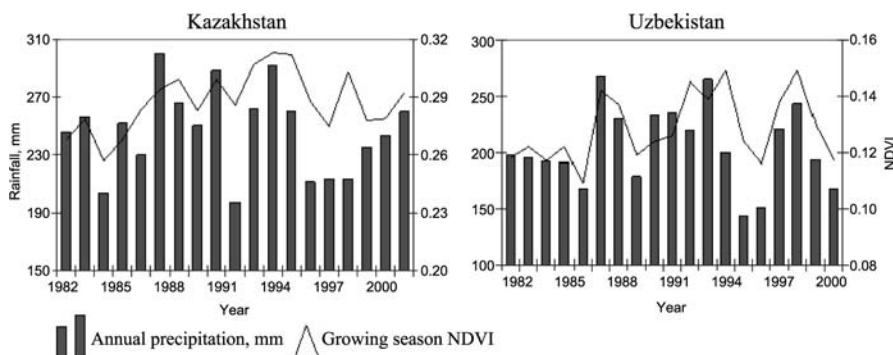 Kazakhstan
Uzbekistan
310
270
230
190
150
Rainfall, mm
0.32
0.29
0.26
0.23
0.20
1982 1985 1988 1991 1994 1997 2000
Year
300
250
200
150
100
0.16
0.14
0.12
0.10
0.08
NDVI
1982 1985 1988 1991 1994 1997 2000
Year
Annual precipitation, mm Growing season NDVI